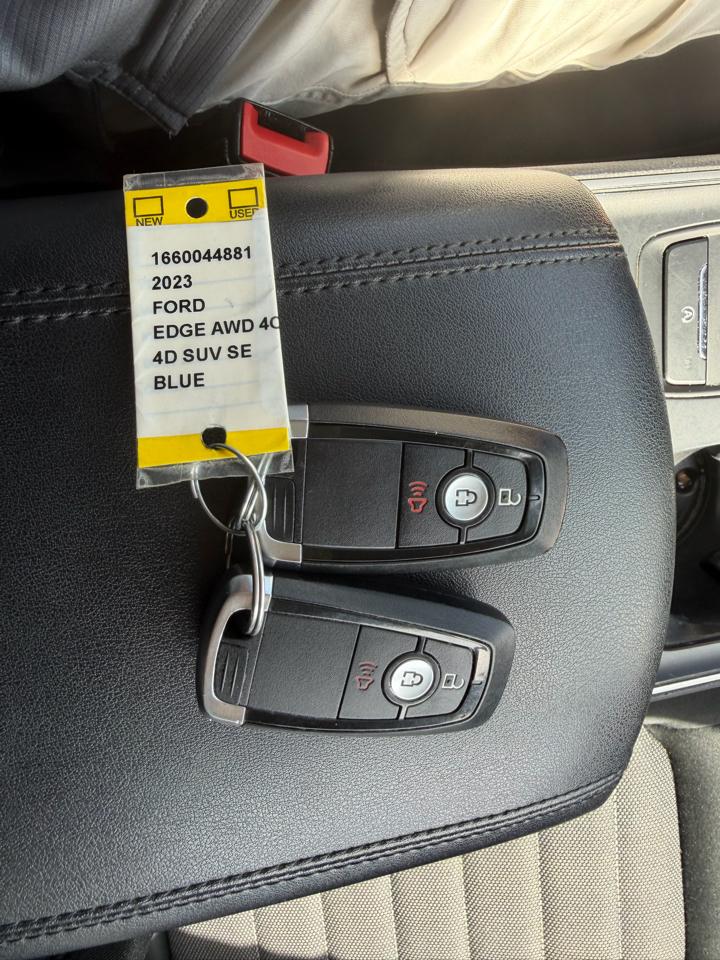 NEW
USED
1660044881
2023
FORD
EDGE AWD 4C
4D SUV SE
BLUE